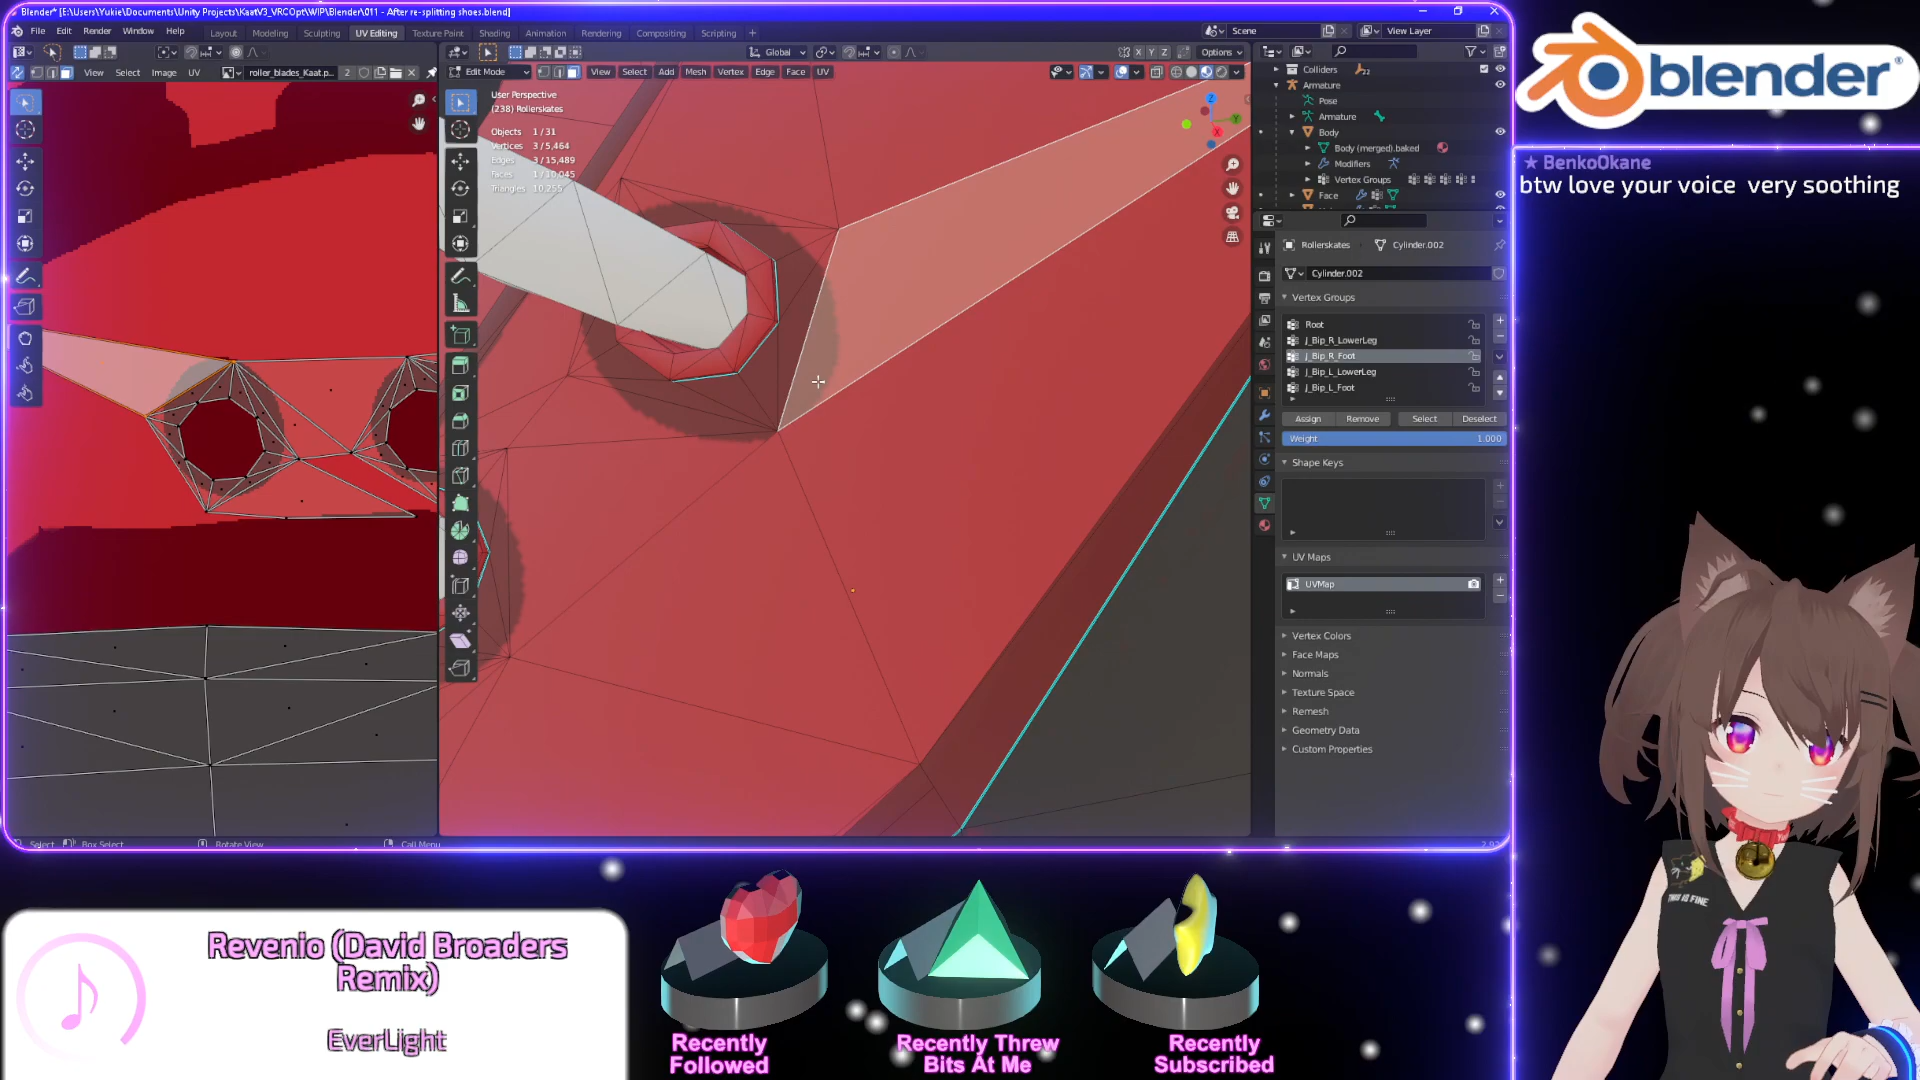 Blender* [E:\Users\Yukie\Documents\Unity Projects\KaatV3_VRCOpt\WIP\Blender\011 - After re-splitting shoes.blend]
File Edit Render Window Help Layout Modeling Sculpting UV Editing Texture Paint Shading Animation Rendering Compositing Scripting + Scene View Layer
Global Options
View Select Image UV roller_blades_Kaat.p... 2 Edit Mode View Select Add Mesh Vertex Edge Face UV
User Perspective
(238) Rollerskates
Objects 1 / 31
Vertices 3 / 5,464
Edges 3 / 15,489
Faces 1 / 10,045
Triangles 10,255
X Y Z
Colliders 22
Armature
Pose
Armature
Body
Body (merged).baked
Modifiers
Vertex Groups
Face
Rollerskates Cylinder.002
Cylinder.002
Vertex Groups
Root
J_Bip_R_LowerLeg
J_Bip_R_Foot
J_Bip_L_LowerLeg
J_Bip_L_Foot
Assign Remove Select Deselect
Weight 1.000
Shape Keys
UV Maps
UVMap
Vertex Colors
Face Maps
Normals
Texture Space
Remesh
Geometry Data
Custom Properties
Select Box Select Rotate View Call Menu
blender®
★ BenkoOkane
btw love your voice very soothing
THIS IS FINE
Revenio (David Broaders
Remix)
EverLight
Recently
Followed
Recently Threw
Bits At Me
Recently
Subscribed